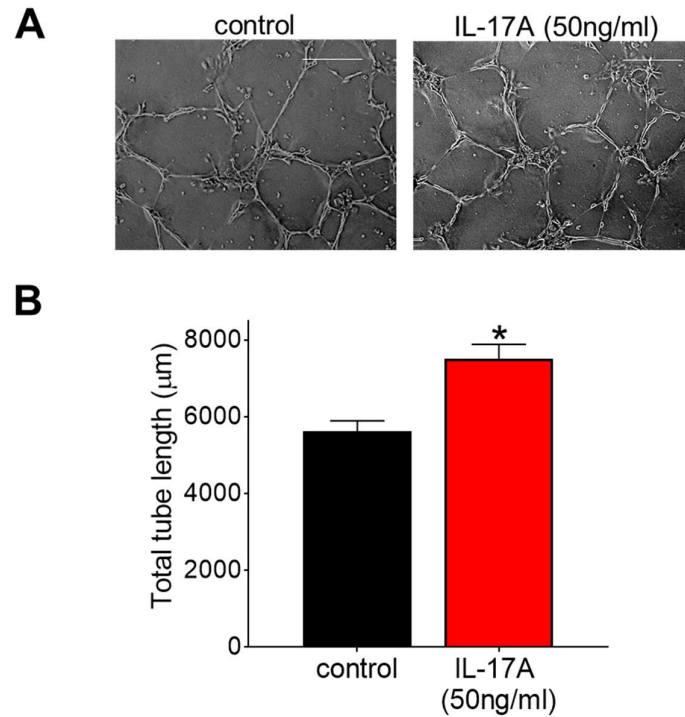 A
control
IL-17A (50ng/ml)
B
Total tube length (μm)
8000
6000
4000
2000
0
*
control
IL-17A
(50ng/ml)